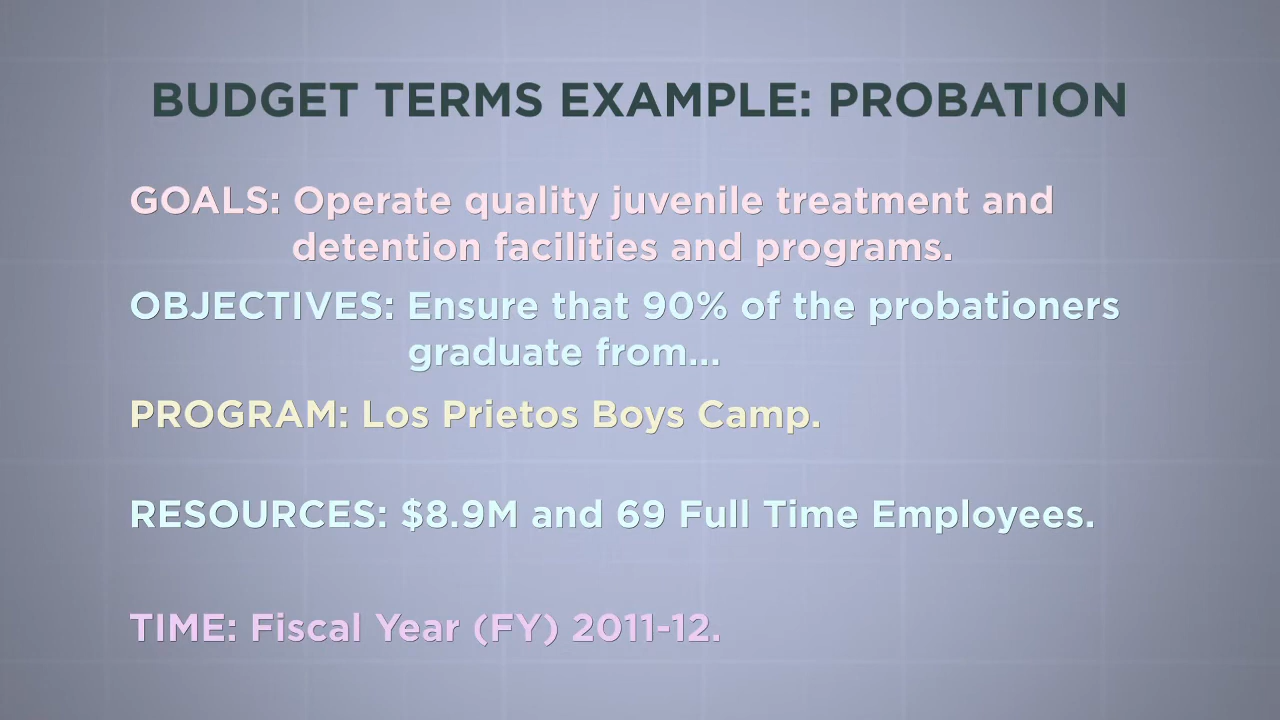 BUDGET TERMS EXAMPLE: PROBATION
GOALS: Operate quality juvenile treatment and
detention facilities and programs.
OBJECTIVES: Ensure that 90% of the probationers
graduate from...
PROGRAM: Los Prietos Boys Camp.
RESOURCES: $8.9M and 69 Full Time Employees.
TIME: Fiscal Year (FY) 2011-12.